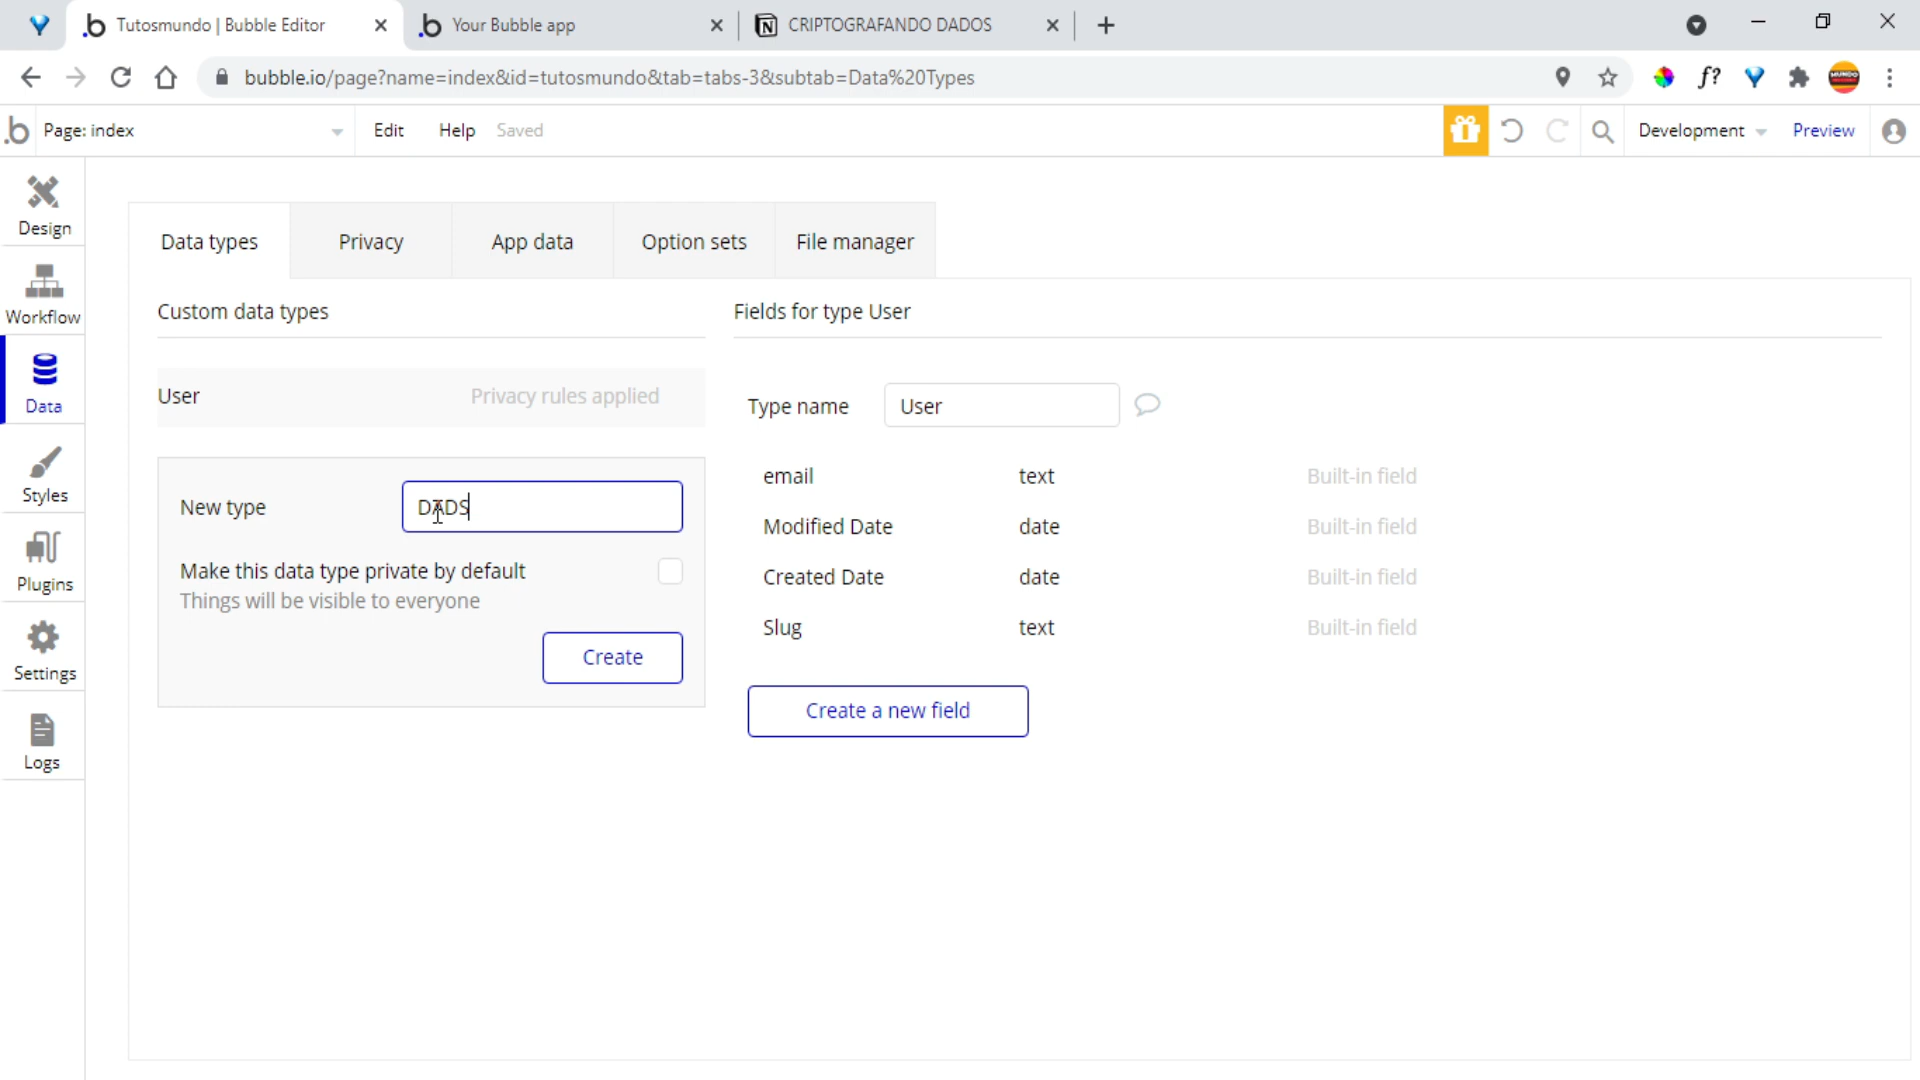 Tutosmundo | Bubble Editor
Your Bubble app
CRIPTOGRAFANDO DADOS
bubble.io/page?name=index&id=tutosmundo&tab=tabs-3&subtab=Data%20Types
f?
Page: index
Edit
Help
Saved
Development
Preview
Design
Workflow
Data
Styles
Plugins
Settings
Logs
Data types
Privacy
App data
Option sets
File manager
Custom data types
User
Privacy rules applied
New type
DADS
Make this data type private by default
Things will be visible to everyone
Create
Fields for type User
Type name
User
email text Built-in field
Modified Date date Built-in field
Created Date date Built-in field
Slug text Built-in field
Create a new field